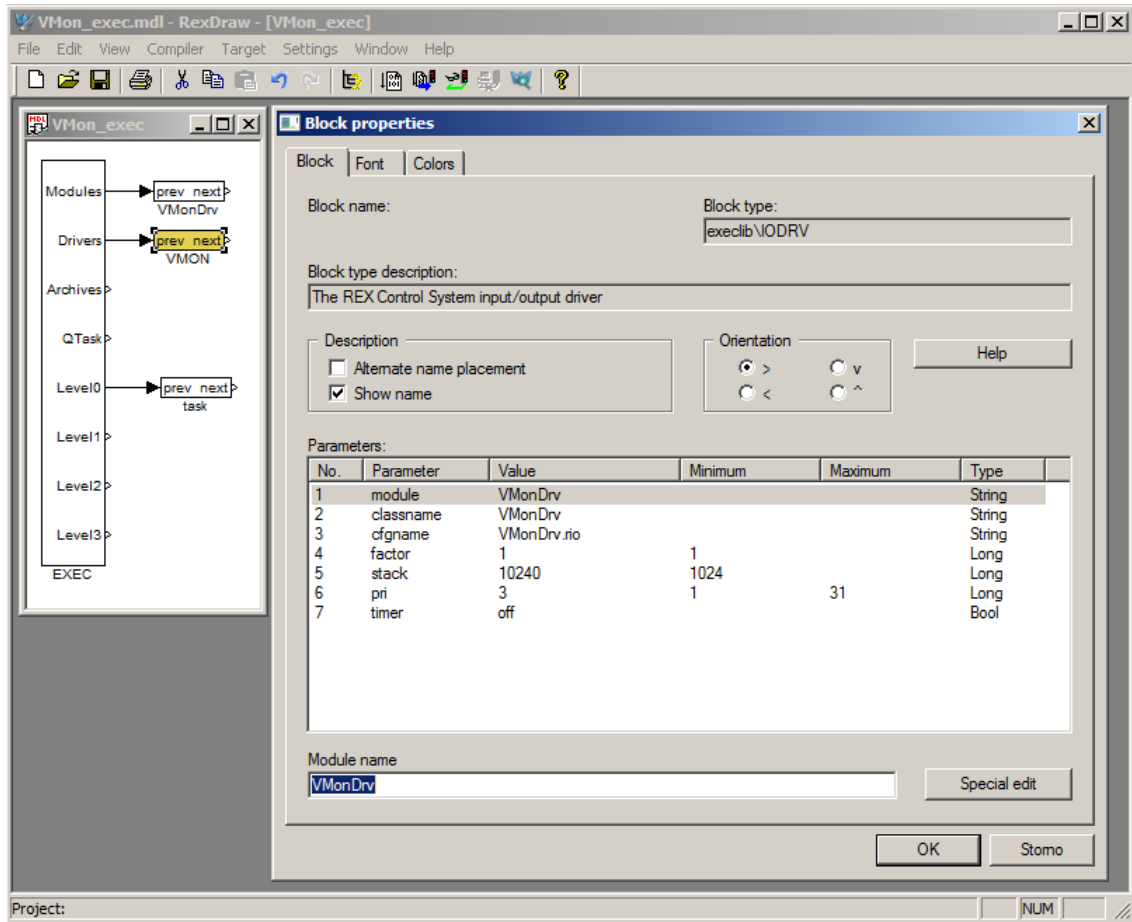 VMon_exec.mdl - RexDraw - [VMon_exec]
File Edit View Compiler Target Settings Window Help
VMon_exec
Modules
prev next
VMonDrv
Drivers
prev next
VMON
Archives
QTask
Level0
prev next
task
Level1
Level2
Level3
EXEC
Block properties
Block Font Colors
Block name:
Block type:
execlib\IODRV
Block type description:
The REX Control System input/output driver
Description
Alternate name placement
Show name
Orientation
> v
< ^
Help
Parameters:
No. Parameter Value Minimum Maximum Type
1 module VMonDrv String
2 classname VMonDrv String
3 cfgname VMonDrv.rio String
4 factor 1 1 Long
5 stack 10240 1024 Long
6 pri 3 1 31 Long
7 timer off Bool
Module name
VMonDrv
Special edit
OK Storno
Project:
NUM